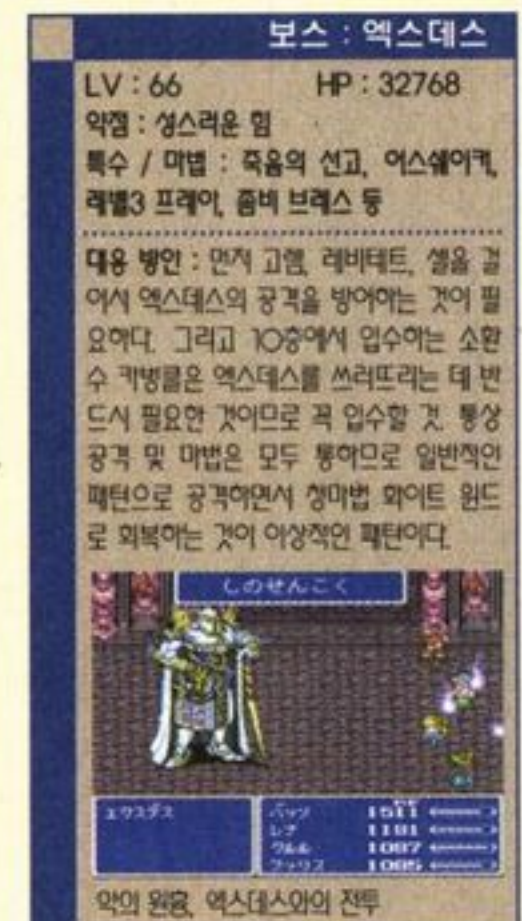 보스 : 엑스데스
LV : 66 HP : 32768
약점 : 성스러운 힘
특수 / 마법 : 죽음의 선고, 어스쉐이커,
레벨3 프레아, 좀비 브레스 등
대응 방안 : 먼저 고렘, 레비테트, 셸을 걸
어서 엑스데스의 공격을 방어하는 것이 필
요하다. 그리고 10층에서 입수하는 소환
수 카벙클은 엑스데스를 쓰러뜨리는 데 반
드시 필요한 것이므로 꼭 입수할 것. 통상
공격 및 마법은 모두 통하므로 일반적인
패턴으로 공격하면서 청마법 화이트 윈드
로 회복하는 것이 이상적인 패턴이다.
しのせんこく
エクスデス
バッツ 1511
レナ 1191
クルル 1087
1085
악의 원흉, 엑스데스와의 전투